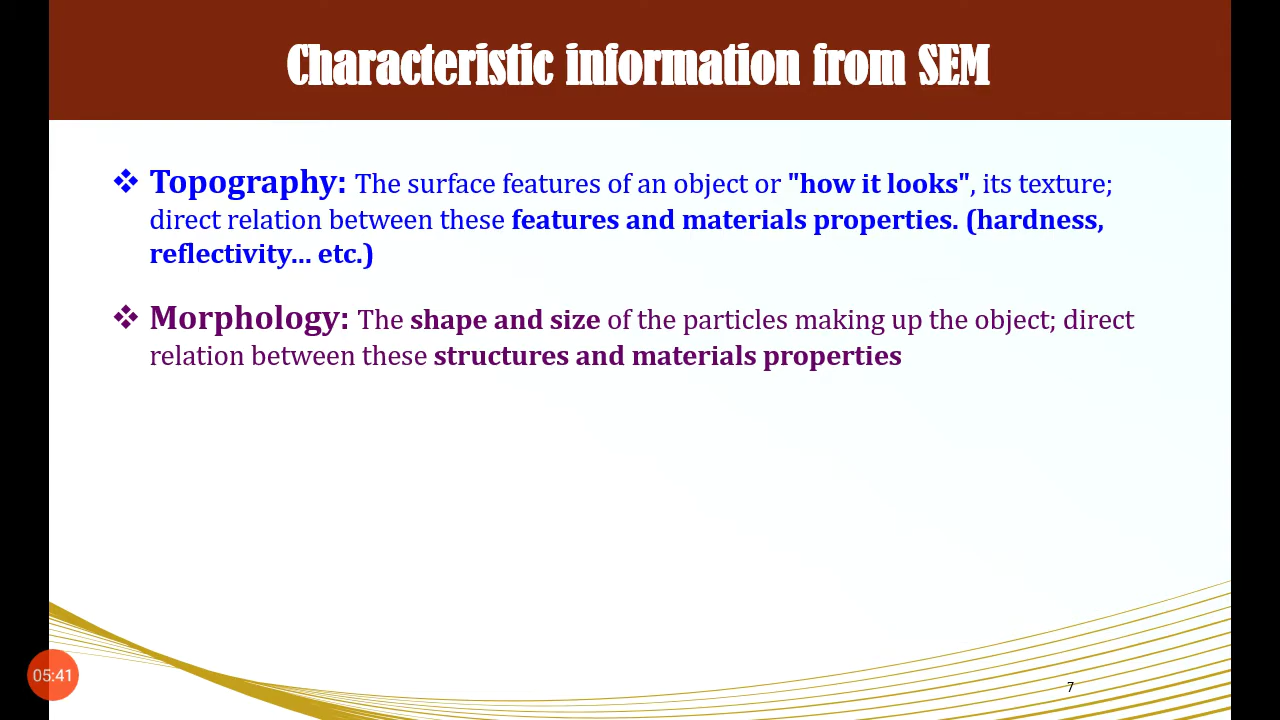 Characteristic information from SEM
❖ Topography: The surface features of an object or "how it looks", its texture;
direct relation between these features and materials properties. (hardness,
reflectivity... etc.)
❖ Morphology: The shape and size of the particles making up the object; direct
relation between these structures and materials properties
05:41
7